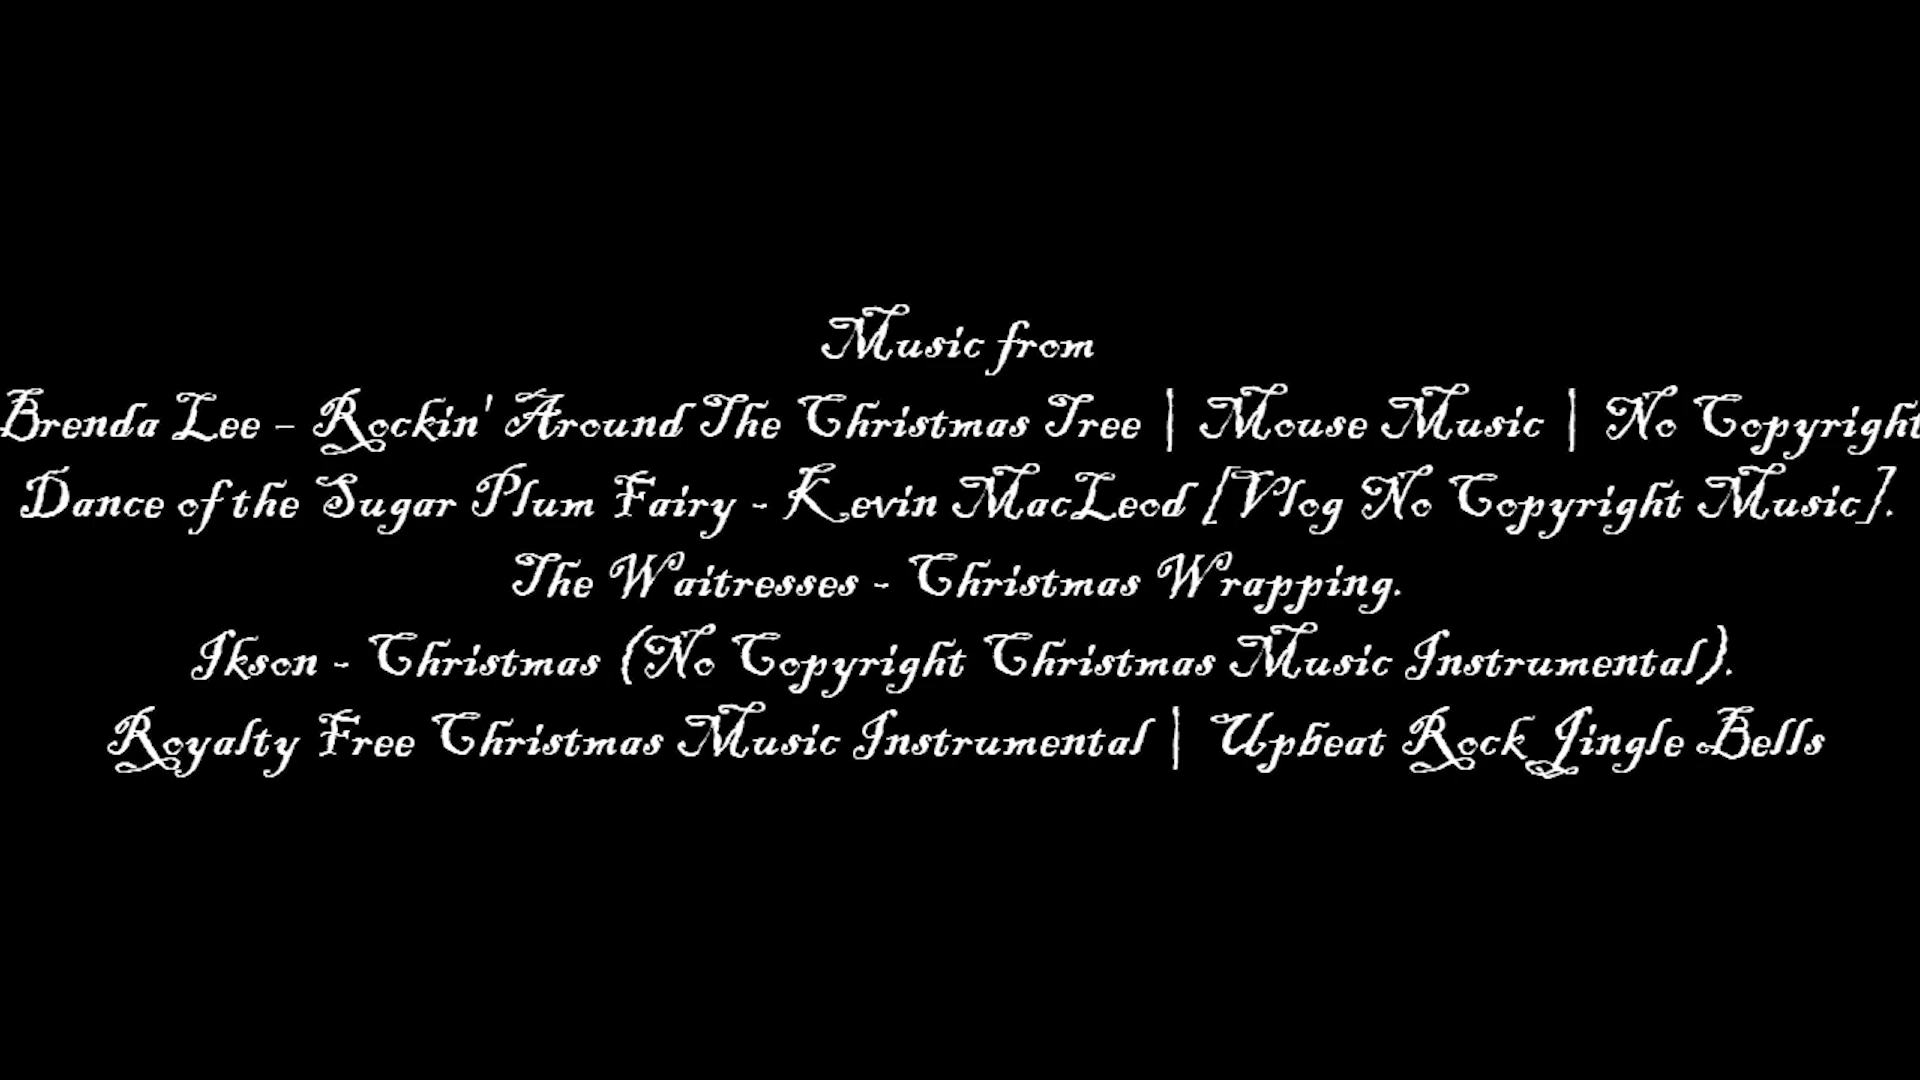 Music from
Brenda Lee - Rockin' Around The Christmas Tree | Mouse Music | No Copyright
Dance of the Sugar Plum Fairy - Kevin MacLeod [Vlog No Copyright Music].
The Waitresses - Christmas Wrapping.
Ikson - Christmas (No Copyright Christmas Music Instrumental).
Royalty Free Christmas Music Instrumental | Upbeat Rock Jingle Bells